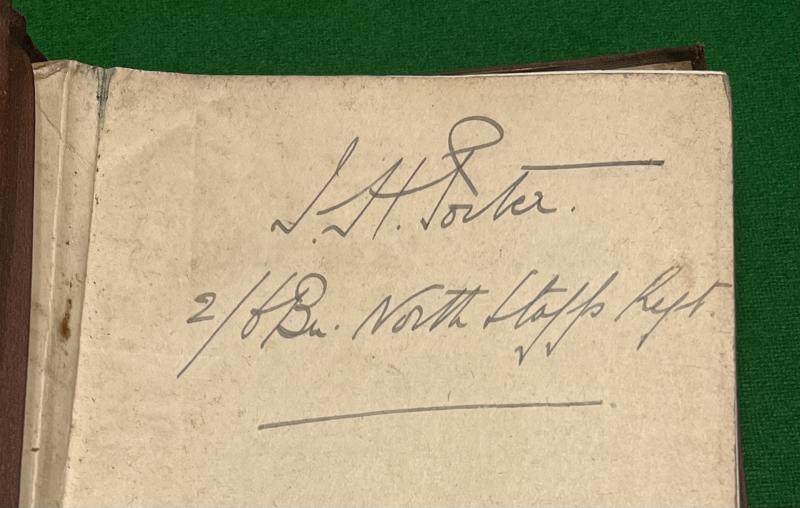 J. H. Porter.
2/6 Bn. North Staffs Regt.